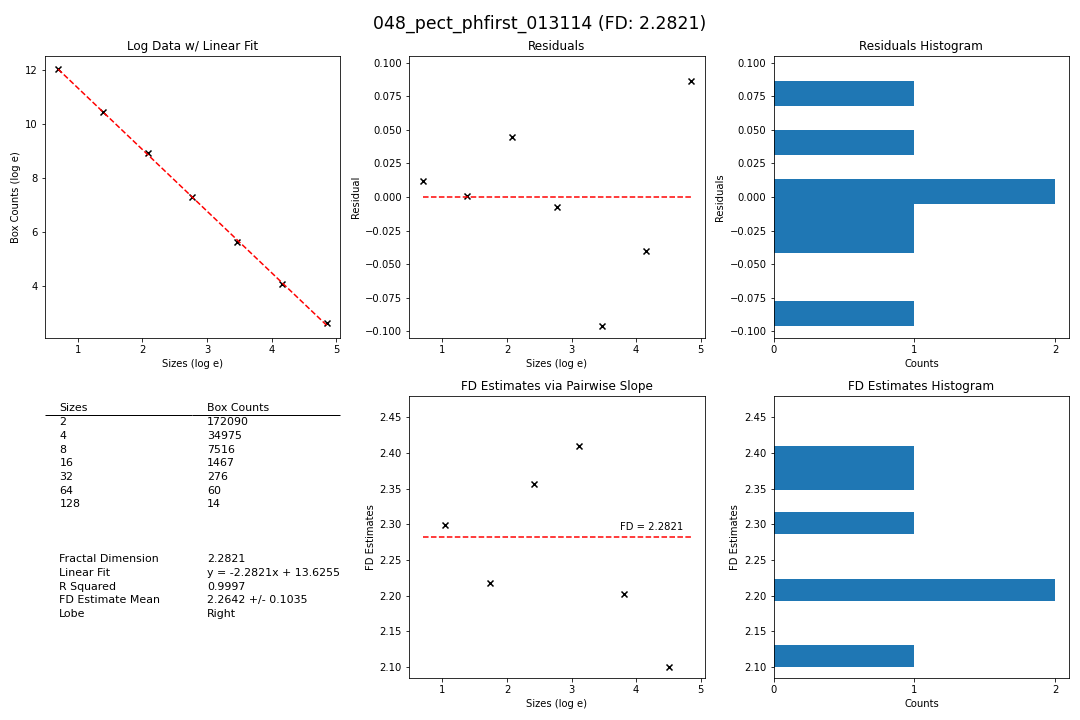 048_pect_phfirst_013114 (FD: 2.2821)
Log Data w/ Linear Fit
12
10
8
6
4
1 2 3 4 5
Box Counts (log e)
Sizes (log e)
Residuals
0.100
0.075
0.050
0.025
0.000
−0.025
−0.050
−0.075
−0.100
1 2 3 4 5
Residual
Sizes (log e)
Residuals Histogram
0.100
0.075
0.050
0.025
0.000
−0.025
−0.050
−0.075
−0.100
0 1 2
Residuals
Counts
Sizes Box Counts
2 172090
4 34975
8 7516
16 1467
32 276
64 60
128 14
Fractal Dimension 2.2821
Linear Fit y = -2.2821x + 13.6255
R Squared 0.9997
FD Estimate Mean 2.2642 +/- 0.1035
Lobe Right
FD Estimates via Pairwise Slope
2.45
2.40
2.35
2.30
2.25
2.20
2.15
2.10
FD = 2.2821
1 2 3 4 5
FD Estimates
Sizes (log e)
FD Estimates Histogram
2.45
2.40
2.35
2.30
2.25
2.20
2.15
2.10
0 1 2
FD Estimates
Counts